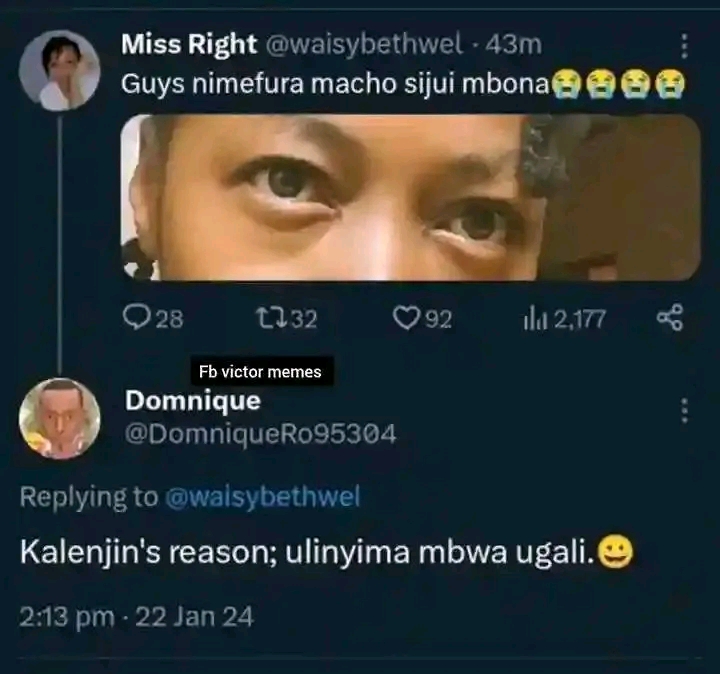 Miss Right @waisybethwel · 43m
Guys nimefura macho sijui mbona😭😭😭😭
28 32 92 2,177
Fb victor memes
Domnique
@DomniqueRo95304
Replying to @waisybethwel
Kalenjin's reason; ulinyima mbwa ugali.😀
2:13 pm · 22 Jan 24